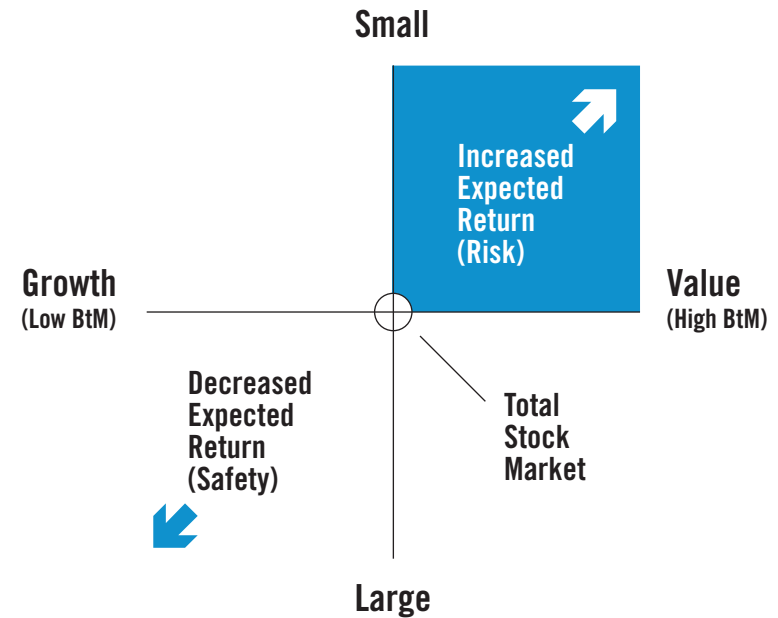 Small
Increased
Expected
Return
(Risk)
Growth
(Low BtM)
Value
(High BtM)
Decreased
Expected
Return
(Safety)
Total
Stock
Market
Large